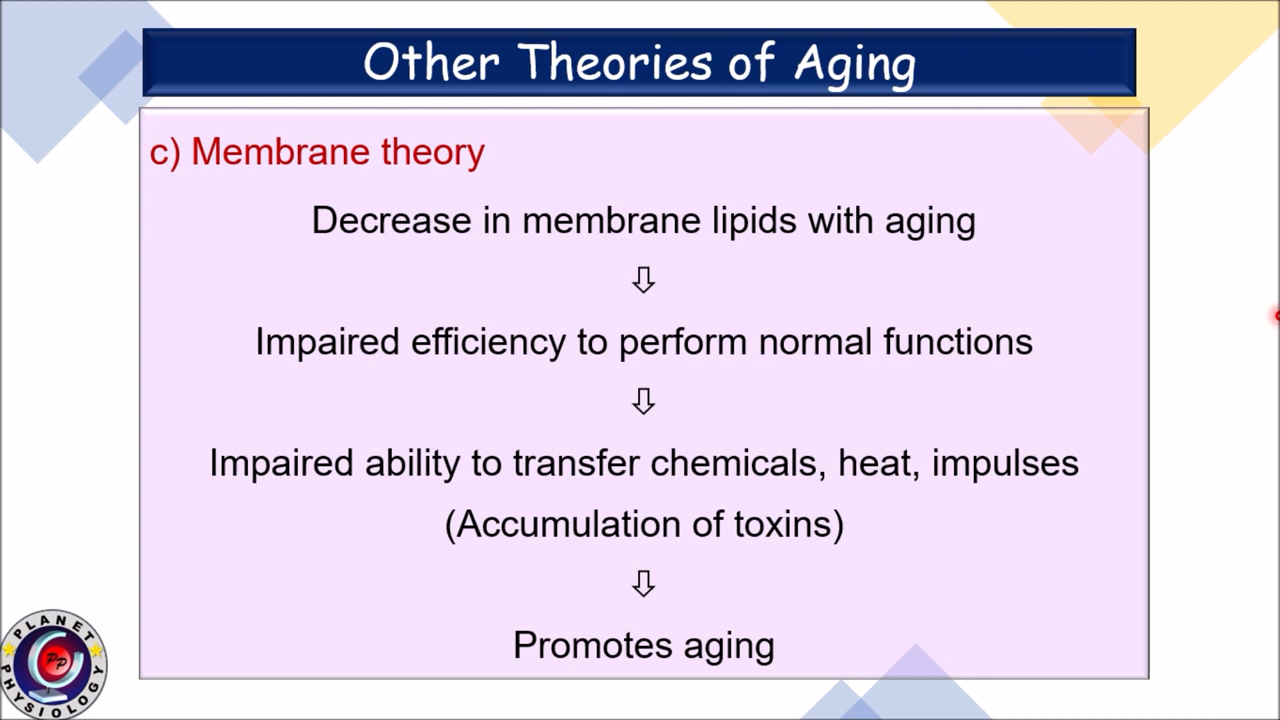 Other Theories of Aging
c) Membrane theory
Decrease in membrane lipids with aging
⇩
Impaired efficiency to perform normal functions
⇩
Impaired ability to transfer chemicals, heat, impulses
(Accumulation of toxins)
⇩
Promotes aging
PLANET
PP
PHYSIOLOGY